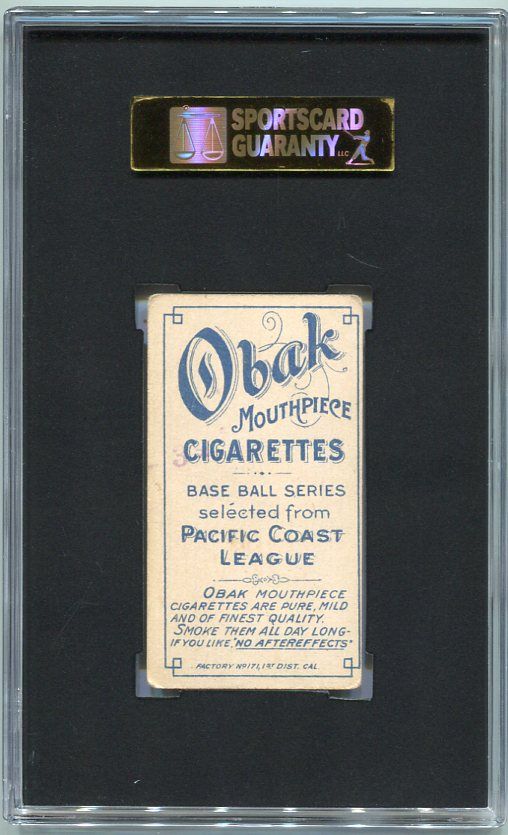 SPORTSCARD
GUARANTY LLC
Obak
MOUTHPIECE
CIGARETTES
BASE BALL SERIES
selécted from
PACIFIC COAST
LEAGUE
OBAK MOUTHPIECE
CIGARETTES ARE PURE, MILD
AND OF FINEST QUALITY.
SMOKE THEM ALL DAY LONG-
IF YOU LIKE, "NO AFTEREFFECTS"
FACTORY Nº 171, 1ST DIST. CAL.